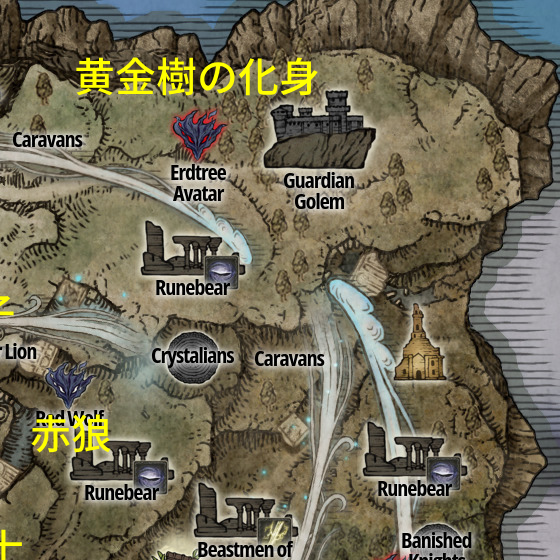 黄金樹の化身
Caravans
Erdtree
Avatar
Guardian
Golem
Runebear
Lion
Crystalians
Caravans
Red Wolf
赤狼
Runebear
Runebear
Beastmen of
Banished
Knights
士